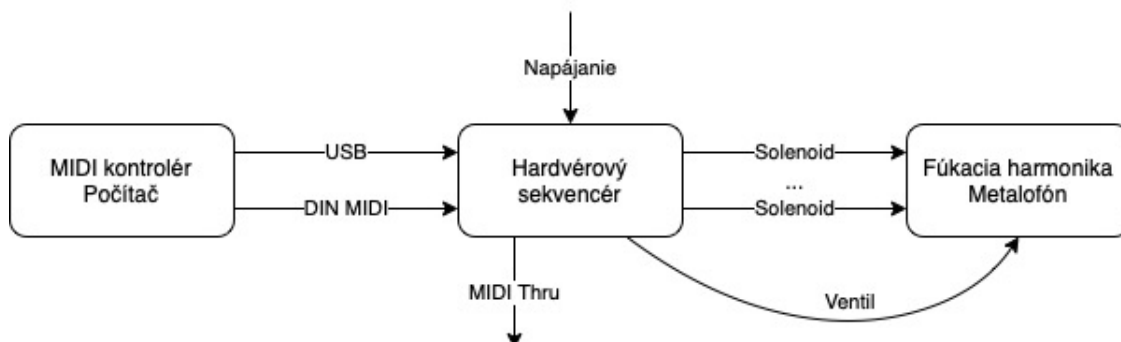 Napájanie
MIDI kontrolér
Počítač
USB
DIN MIDI
Hardvérový
sekvencér
Solenoid
...
Solenoid
Fúkacia harmonika
Metalofón
MIDI Thru
Ventil